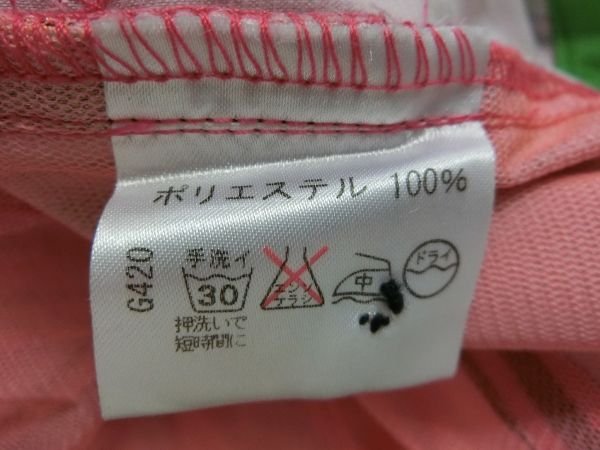 ポリエステル 100%
G420
手洗イ
30
押洗いで
短時間に
エンソ
サラシ
中
ドライ